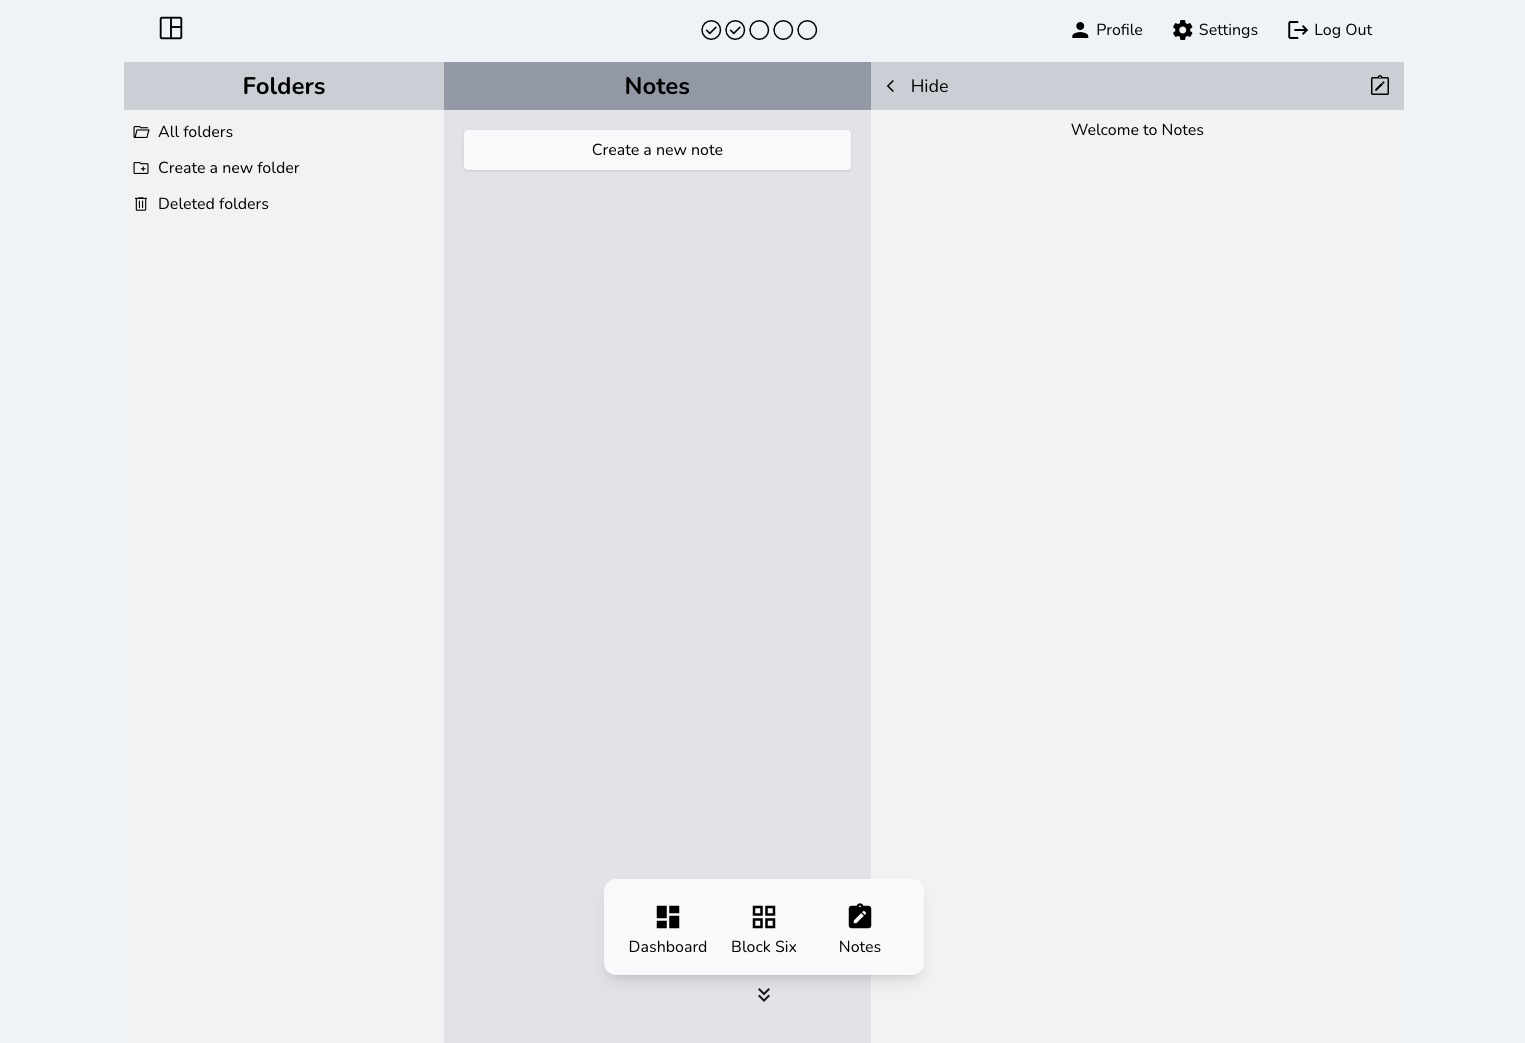 Profile
Settings
Log Out
Folders
Notes
Hide
All folders
Create a new folder
Deleted folders
Create a new note
Welcome to Notes
Dashboard
Block Six
Notes